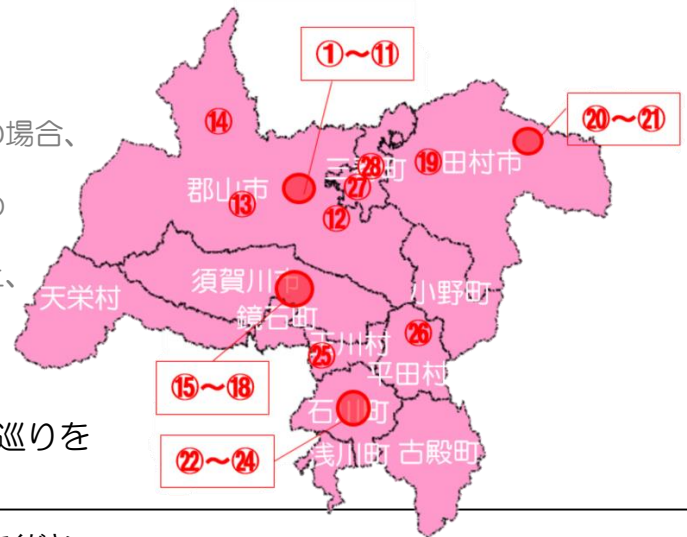 ①～⑪
の場合、
⑭
⑳～㉑
三春町
㉘
⑲
田村市
郡山市
㉗
⑬
⑫
の
須賀川市
天栄村
小野町
鏡石町
㉖
玉川村
㉕
平田村
⑮～⑱
石川町
巡りを
㉒～㉔
浅川町
古殿町